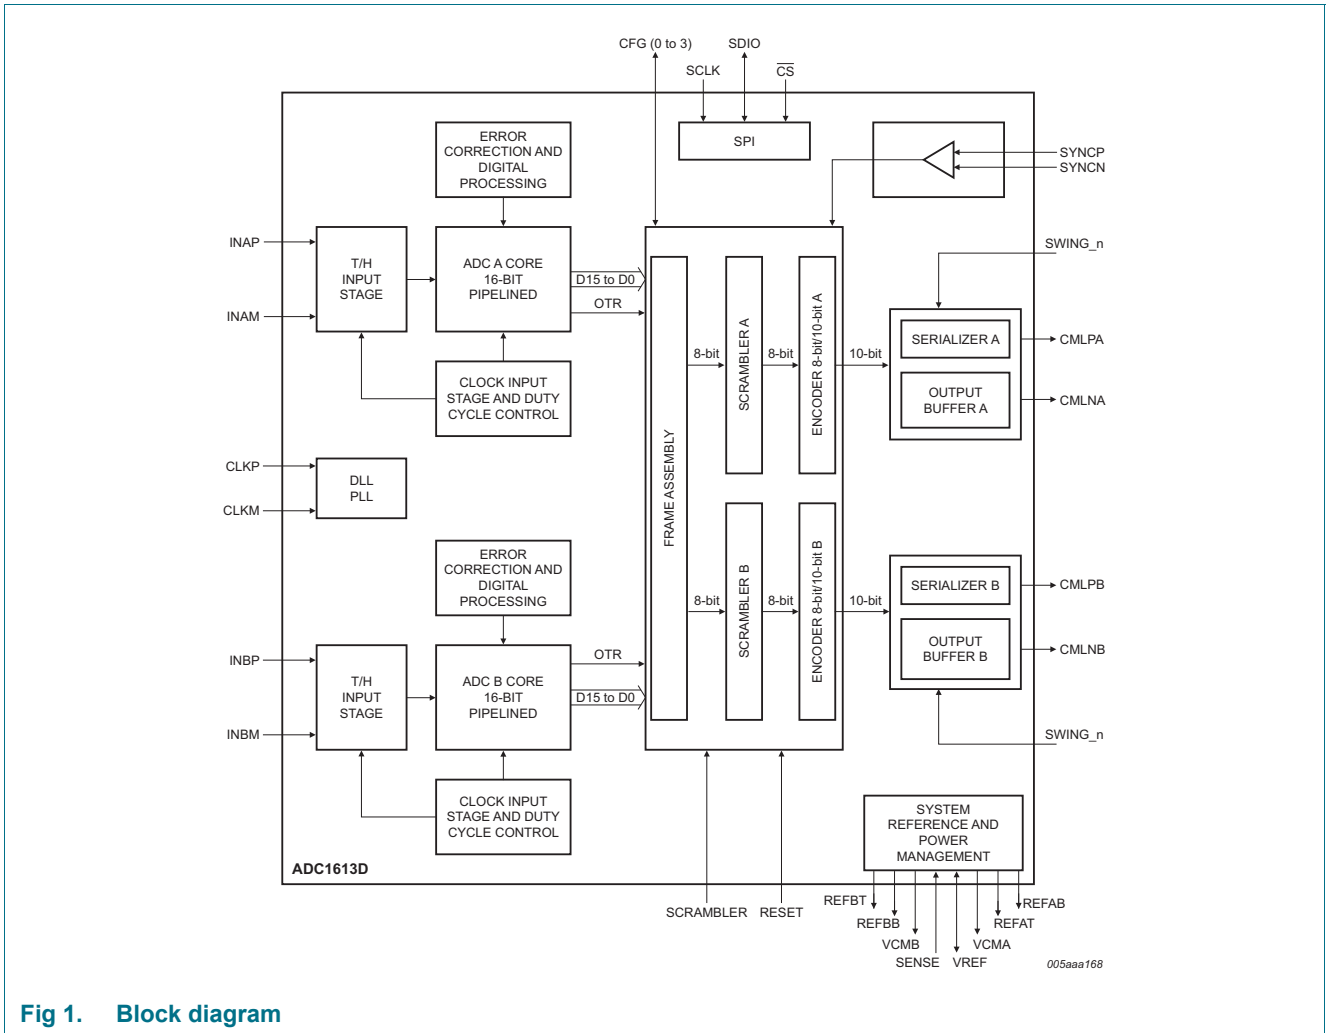 CFG (0 to 3)
SDIO
SCLK
CS
SPI
ERROR
CORRECTION AND
DIGITAL
PROCESSING
SYNCP
SYNCN
INAP
INAM
T/H
INPUT
STAGE
ADC A CORE
16-BIT
PIPELINED
D15 to D0
OTR
SWING_n
CLOCK INPUT
STAGE AND DUTY
CYCLE CONTROL
FRAME ASSEMBLY
8-bit
SCRAMBLER A
8-bit
ENCODER 8-bit/10-bit A
10-bit
SERIALIZER A
OUTPUT
BUFFER A
CMLPA
CMLNA
CLKP
CLKM
DLL
PLL
ERROR
CORRECTION AND
DIGITAL
PROCESSING
8-bit
SCRAMBLER B
8-bit
ENCODER 8-bit/10-bit B
10-bit
SERIALIZER B
OUTPUT
BUFFER B
CMLPB
CMLNB
INBP
INBM
T/H
INPUT
STAGE
ADC B CORE
16-BIT
PIPELINED
OTR
D15 to D0
SWING_n
CLOCK INPUT
STAGE AND DUTY
CYCLE CONTROL
SYSTEM
REFERENCE AND
POWER
MANAGEMENT
ADC1613D
SCRAMBLER
RESET
REFBT
REFBB
VCMB
SENSE
VREF
VCMA
REFAT
REFAB
005aaa168
Fig 1. Block diagram